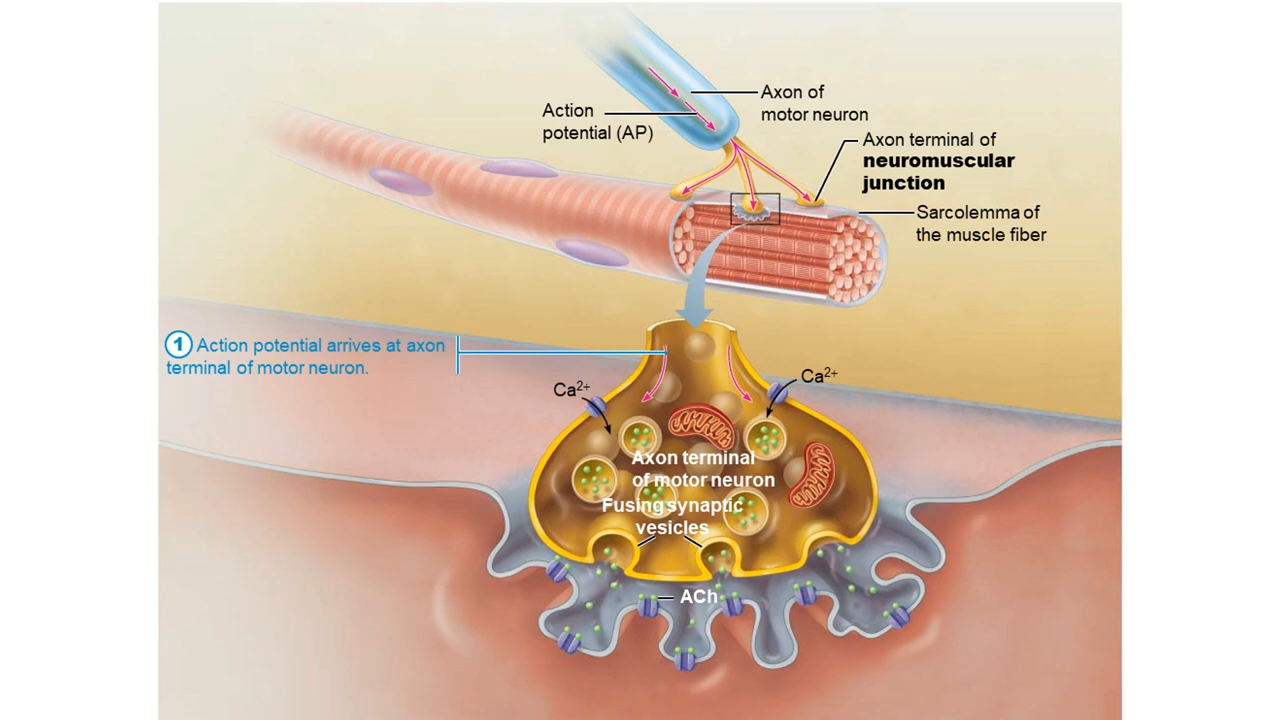 Axon of
motor neuron
Action
potential (AP)
Axon terminal of
neuromuscular
junction
Sarcolemma of
the muscle fiber
1 Action potential arrives at axon
terminal of motor neuron.
Ca2+
Ca2+
Axon terminal
of motor neuron
Fusing synaptic
vesicles
ACh